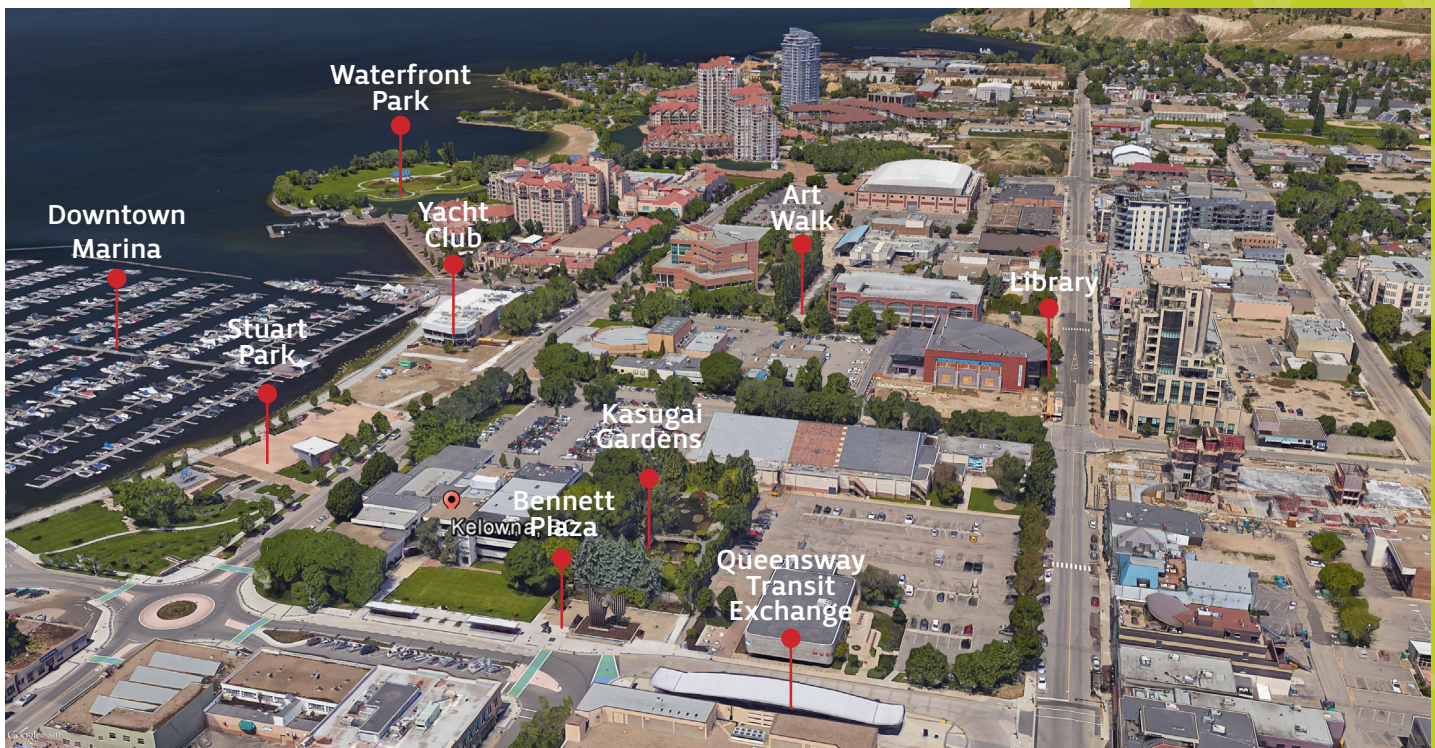 Waterfront
Park
Downtown
Marina
Yacht
Club
Art
Walk
Library
Stuart
Park
Kasugai
Gardens
Bennett
Plaza
Kelowna,
Queensway
Transit
Exchange
Google earth